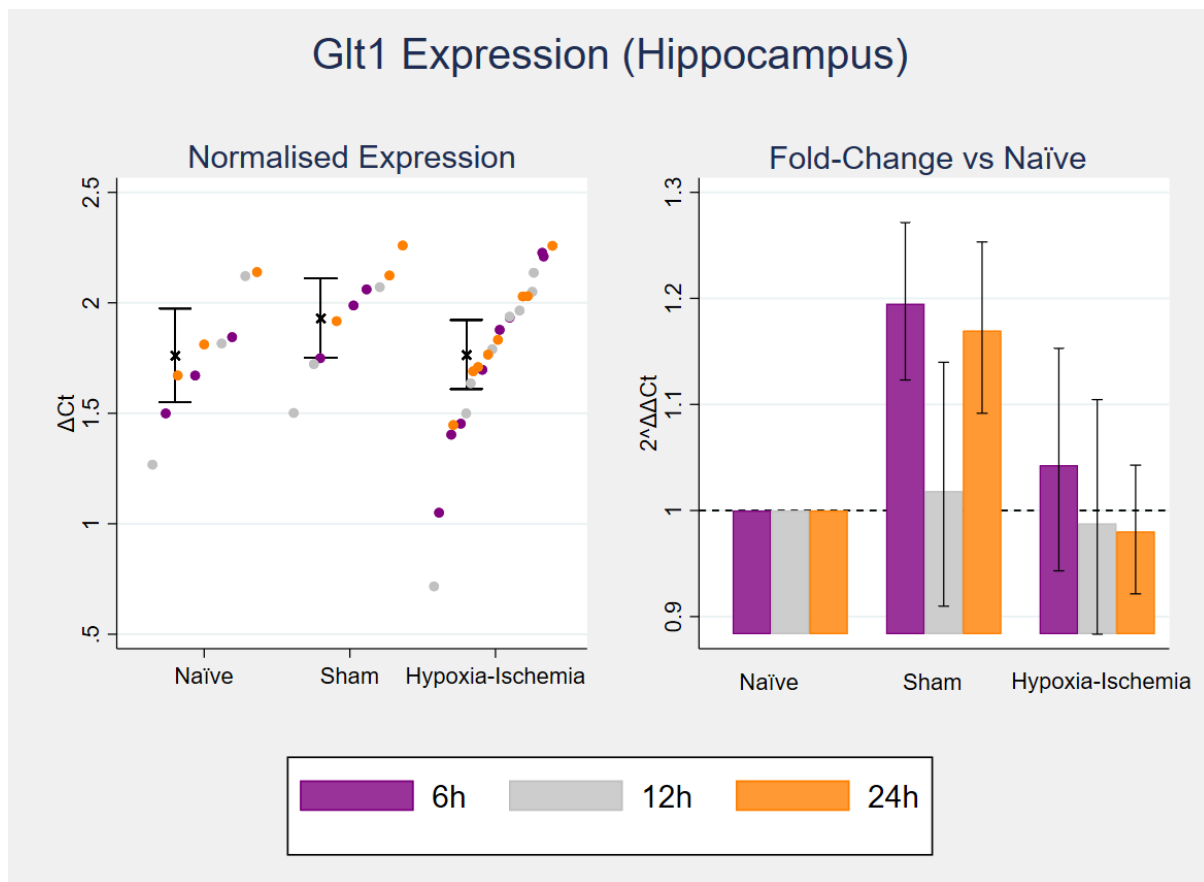 Glt1 Expression (Hippocampus)
Normalised Expression
ΔCt
2.5
2
1.5
1
.5
Naïve Sham Hypoxia-Ischemia
Fold-Change vs Naïve
2^ΔΔCt
1.3
1.2
1.1
1
0.9
Naïve Sham Hypoxia-Ischemia
6h 12h 24h